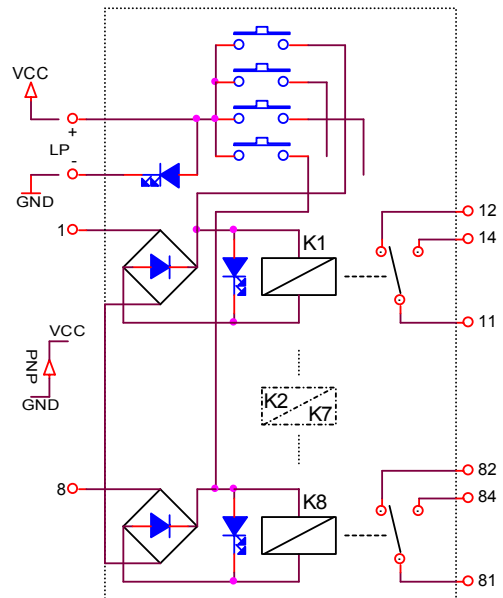 VCC
+
LP
-
GND
1
K1
12
14
11
VCC
PNP
GND
K2
K7
8
K8
82
84
81